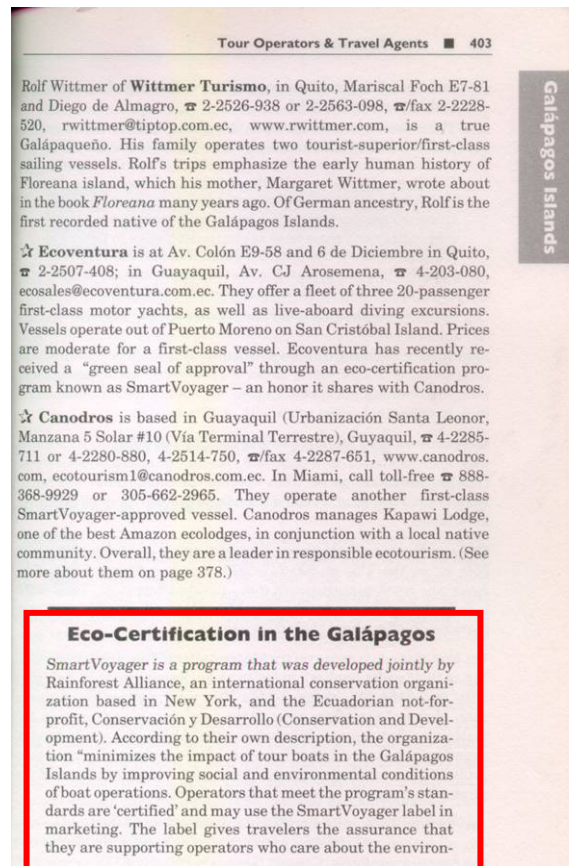 Tour Operators & Travel Agents ■ 403
Galápagos Islands
Rolf Wittmer of Wittmer Turismo, in Quito, Mariscal Foch E7-81
and Diego de Almagro, ☎ 2-2526-938 or 2-2563-098, ☎/fax 2-2228-
520, rwittmer@tiptop.com.ec, www.rwittmer.com, is a true
Galápaqueño. His family operates two tourist-superior/first-class
sailing vessels. Rolf's trips emphasize the early human history of
Floreana island, which his mother, Margaret Wittmer, wrote about
in the book Floreana many years ago. Of German ancestry, Rolf is the
first recorded native of the Galápagos Islands.
☆ Ecoventura is at Av. Colón E9-58 and 6 de Diciembre in Quito,
☎ 2-2507-408; in Guayaquil, Av. CJ Arosemena, ☎ 4-203-080,
ecosales@ecoventura.com.ec. They offer a fleet of three 20-passenger
first-class motor yachts, as well as live-aboard diving excursions.
Vessels operate out of Puerto Moreno on San Cristóbal Island. Prices
are moderate for a first-class vessel. Ecoventura has recently re-
ceived a "green seal of approval" through an eco-certification pro-
gram known as SmartVoyager – an honor it shares with Canodros.
☆ Canodros is based in Guayaquil (Urbanización Santa Leonor,
Manzana 5 Solar #10 (Vía Terminal Terrestre), Guyaquil, ☎ 4-2285-
711 or 4-2280-880, 4-2514-750, ☎/fax 4-2287-651, www.canodros.
com, ecotourism1@canodros.com.ec. In Miami, call toll-free ☎ 888-
368-9929 or 305-662-2965. They operate another first-class
SmartVoyager-approved vessel. Canodros manages Kapawi Lodge,
one of the best Amazon ecolodges, in conjunction with a local native
community. Overall, they are a leader in responsible ecotourism. (See
more about them on page 378.)
Eco-Certification in the Galápagos
SmartVoyager is a program that was developed jointly by
Rainforest Alliance, an international conservation organi-
zation based in New York, and the Ecuadorian not-for-
profit, Conservación y Desarrollo (Conservation and Devel-
opment). According to their own description, the organiza-
tion "minimizes the impact of tour boats in the Galápagos
Islands by improving social and environmental conditions
of boat operations. Operators that meet the program's stan-
dards are 'certified' and may use the SmartVoyager label in
marketing. The label gives travelers the assurance that
they are supporting operators who care about the environ-